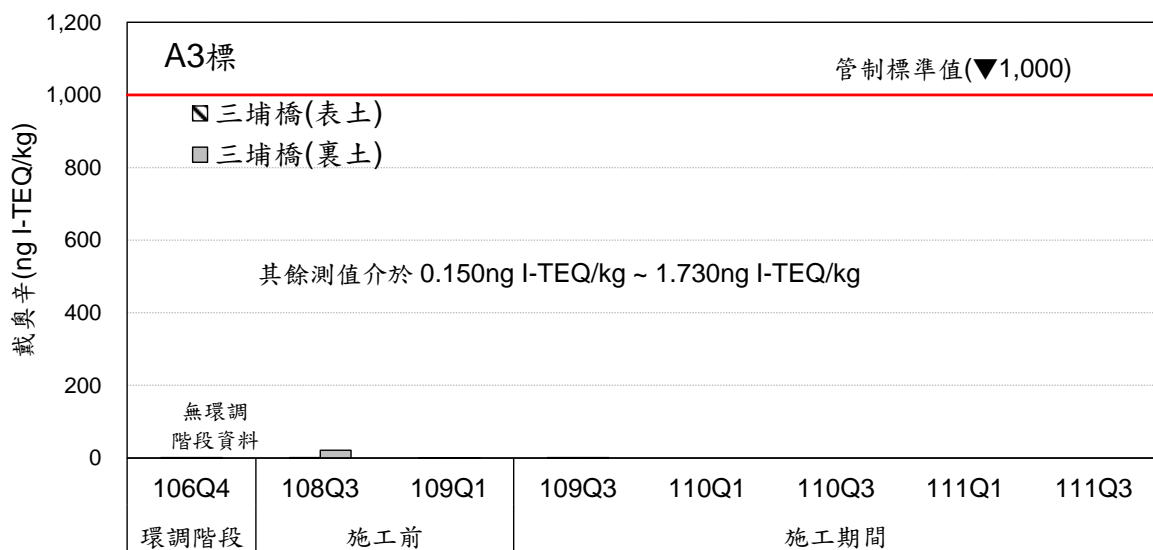 1,200
1,000
800
600
400
200
0
戴奧辛(ng I-TEQ/kg)
A3標
管制標準值(▼1,000)
三埔橋(表土)
三埔橋(裏土)
其餘測值介於 0.150ng I-TEQ/kg ~ 1.730ng I-TEQ/kg
無環調
階段資料
106Q4 108Q3 109Q1 109Q3 110Q1 110Q3 111Q1 111Q3
環調階段 施工前 施工期間